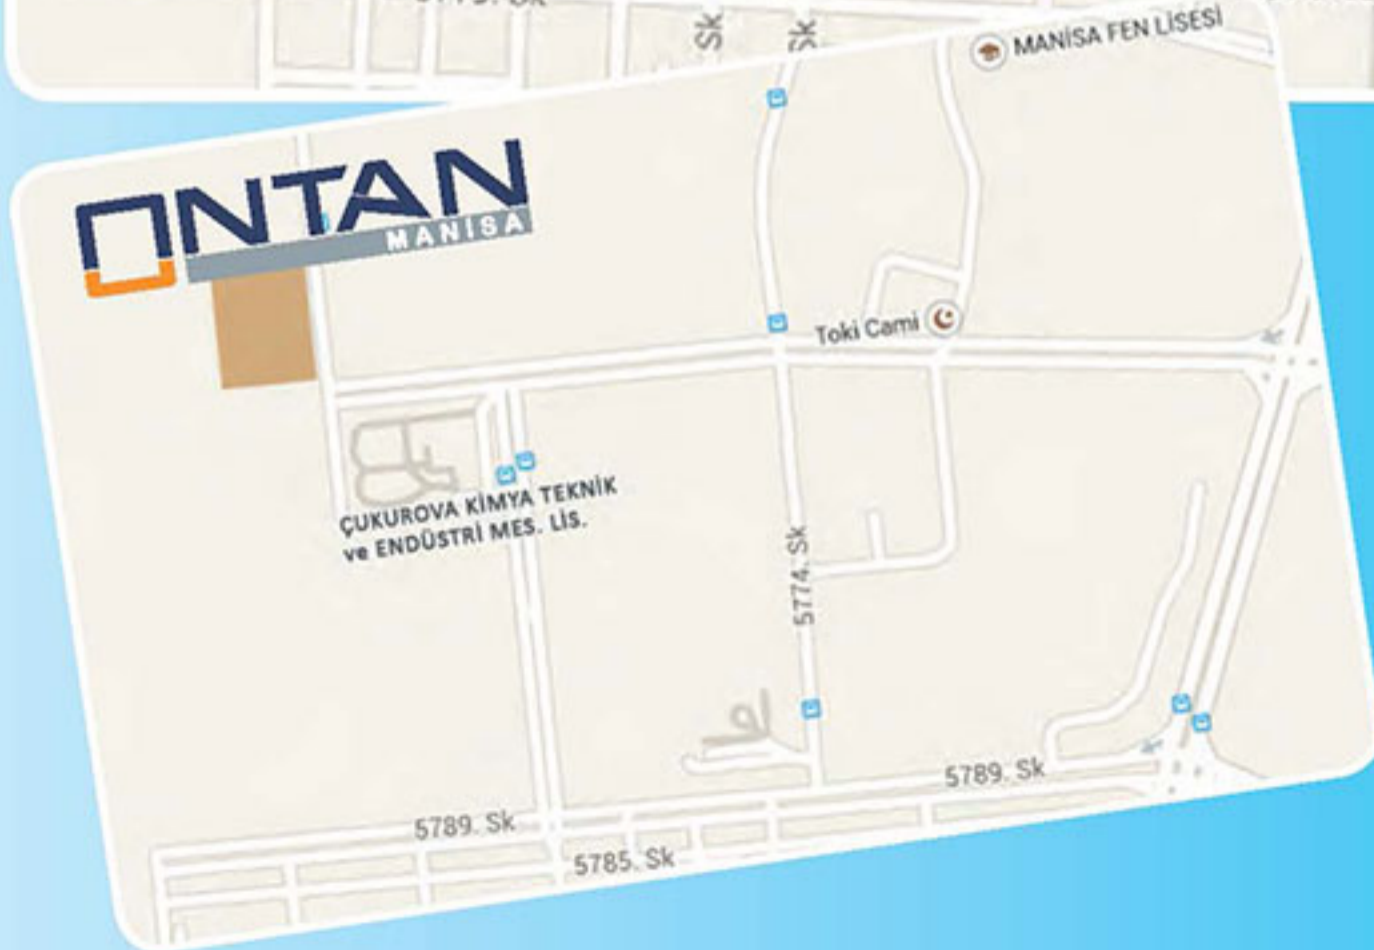 Sk
Sk
MANİSA FEN LİSESİ
ONTAN
MANİSA
Toki Cami
ÇUKUROVA KİMYA TEKNİK
ve ENDÜSTRİ MES. LİS.
5774. Sk
5789. Sk
5789. Sk
5785. Sk